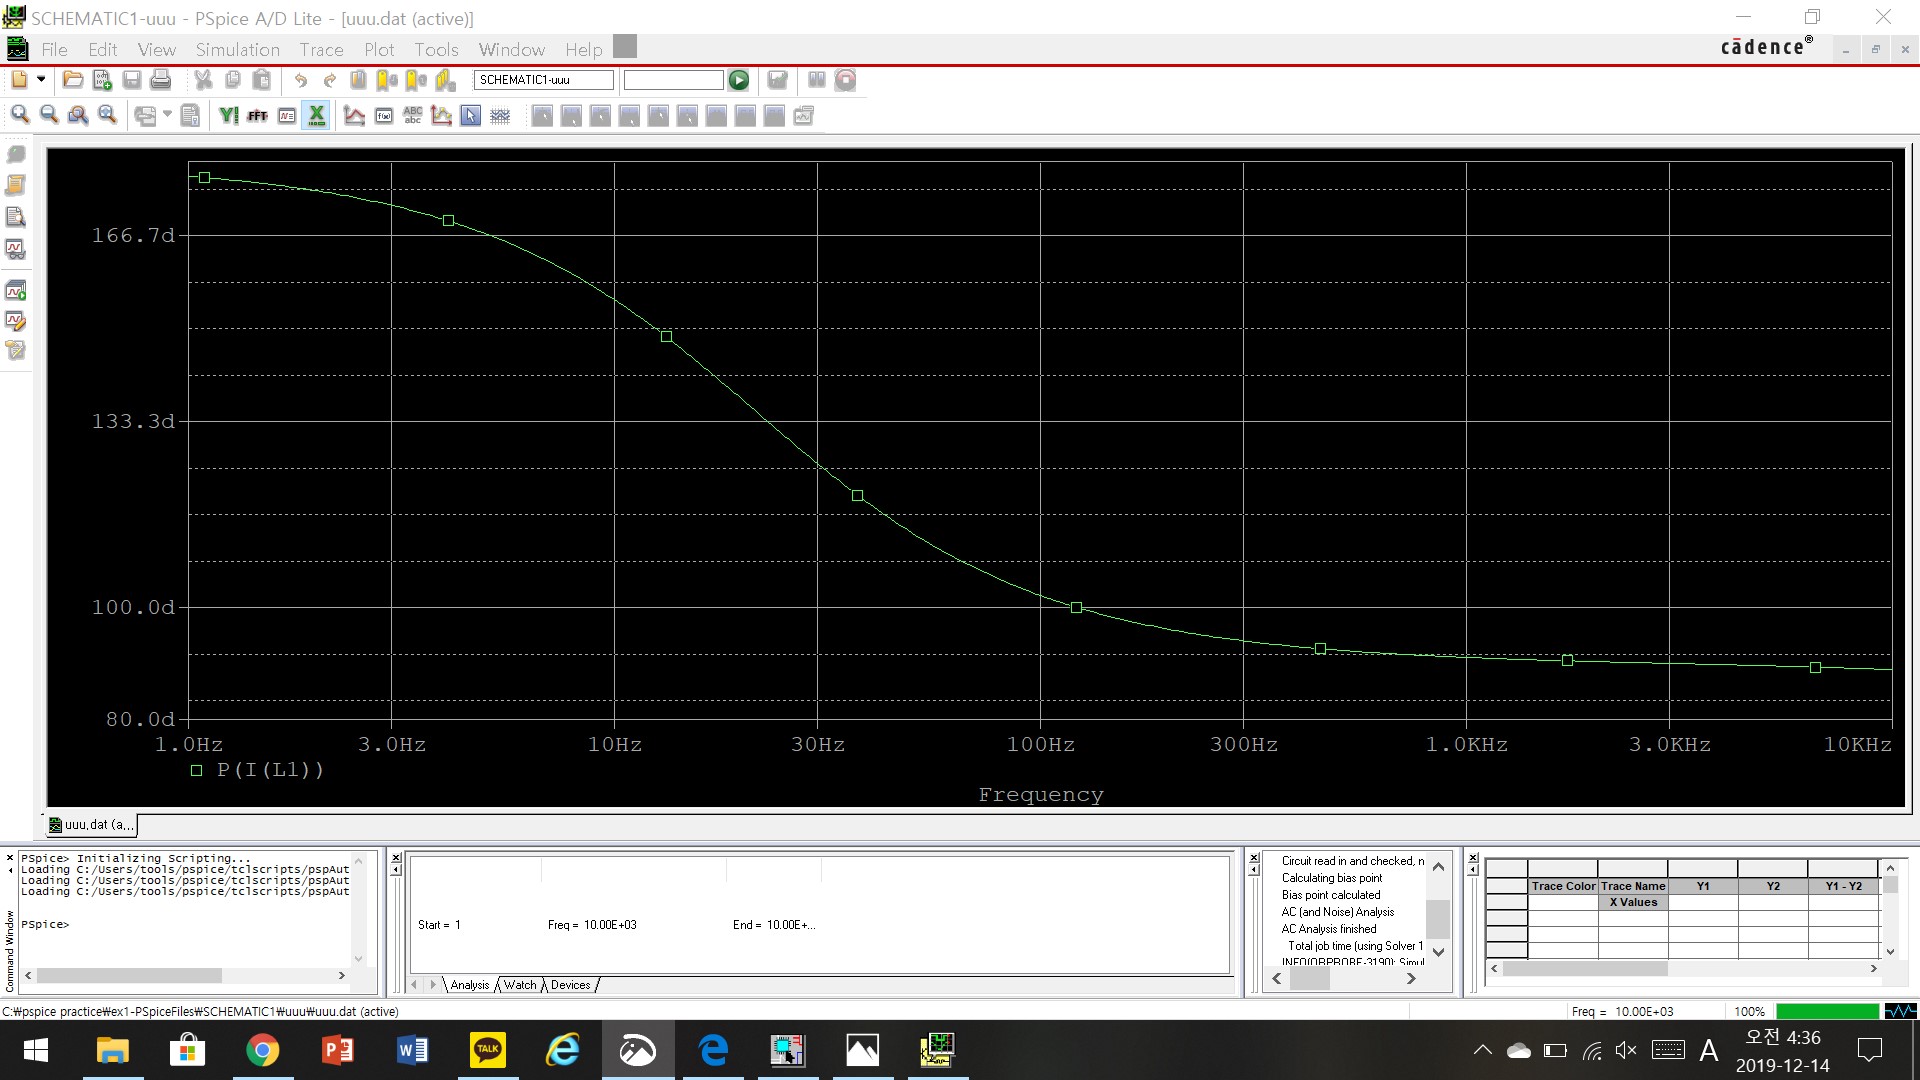 SCHEMATIC1-uuu - PSpice A/D Lite - [uuu.dat (active)]
File Edit View Simulation Trace Plot Tools Window Help
cādence®
SCHEMATIC1-uuu
FFT
ABC
abc
166.7d
133.3d
100.0d
80.0d
1.0Hz 3.0Hz 10Hz 30Hz 100Hz 300Hz 1.0KHz 3.0KHz 10KHz
P(I(L1))
Frequency
uuu.dat (a...
Command Window
PSpice> Initializing Scripting...
Loading C:/Users/tools/pspice/tclscripts/pspAut
Loading C:/Users/tools/pspice/tclscripts/pspAut
Loading C:/Users/tools/pspice/tclscripts/pspAut
PSpice>
Start = 1 Freq = 10.00E+03 End = 10.00E+...
Analysis Watch Devices
Circuit read in and checked, n
Calculating bias point
Bias point calculated
AC (and Noise) Analysis
AC Analysis finished
Total job time (using Solver 1
INFO(ORPROBE-3190): Simul
Trace Color Trace Name Y1 Y2 Y1 - Y2
X Values
C:₩pspice practice₩ex1-PSpiceFiles₩SCHEMATIC1₩uuu₩uuu.dat (active)
Freq = 10.00E+03 100%
TALK
A
오전 4:36
2019-12-14